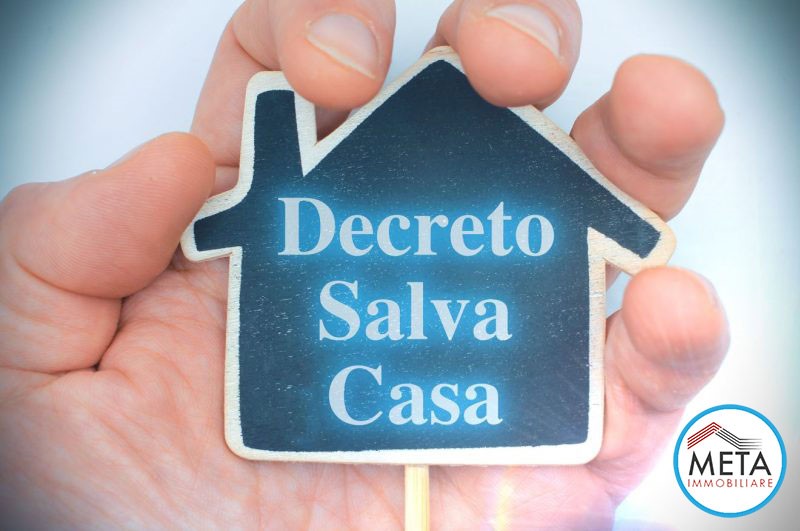 Decreto
Salva
Casa
META
IMMOBILIARE